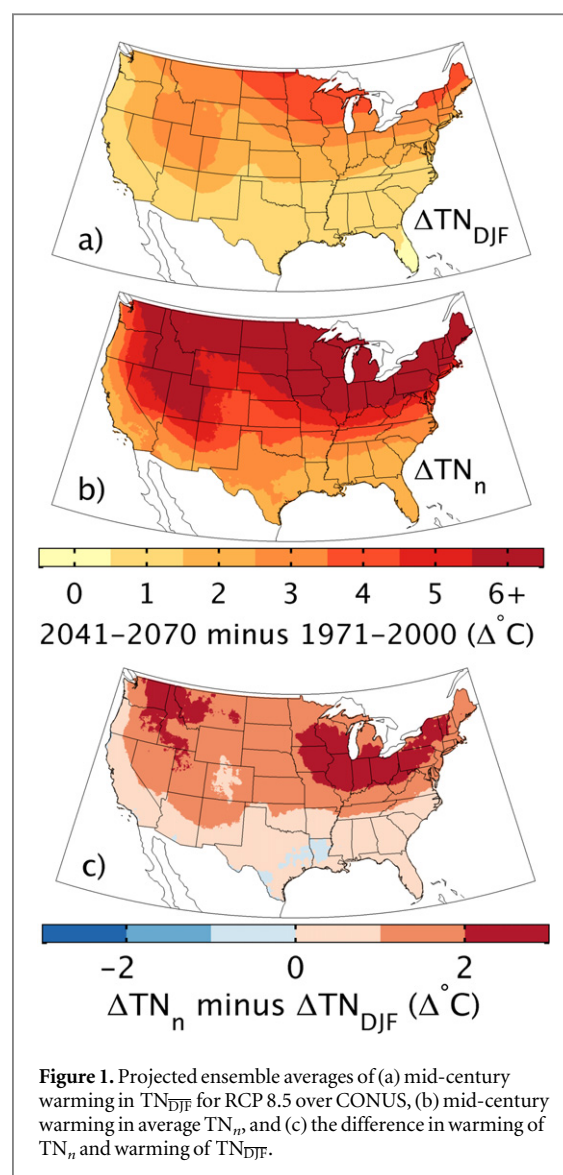 a)
ΔTN_DJF
b)
ΔTN_n
0 1 2 3 4 5 6+
2041–2070 minus 1971–2000 (Δ°C)
c)
−2 0 2
ΔTN_n minus ΔTN_DJF (Δ°C)
Figure 1. Projected ensemble averages of (a) mid-century
warming in TN_D̅J̅F̅ for RCP 8.5 over CONUS, (b) mid-century
warming in average TN_n, and (c) the difference in warming of
TN_n and warming of TN_D̅J̅F̅.